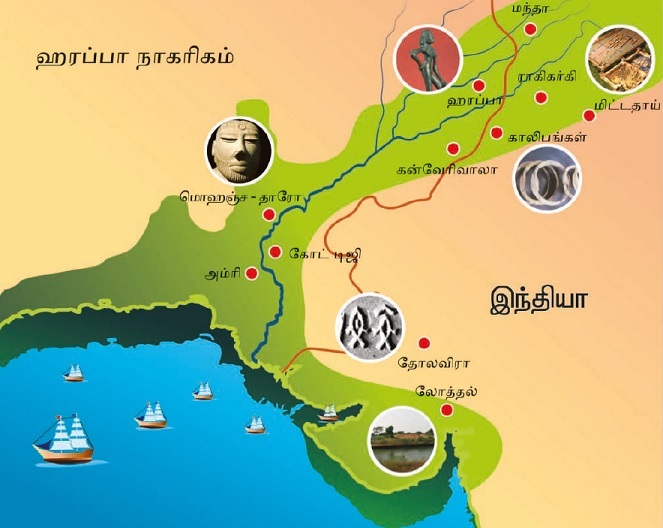 மந்தா
ஹரப்பா நாகரிகம்
ராகிகர்கி
ஹரப்பா
மிட்டதாய்
காலிபங்கள்
கன்வேரிவாலா
மொஹஞ்ச - தாரோ
கோட் டிஜி
அம்ரி
இந்தியா
தோலவிரா
லோத்தல்